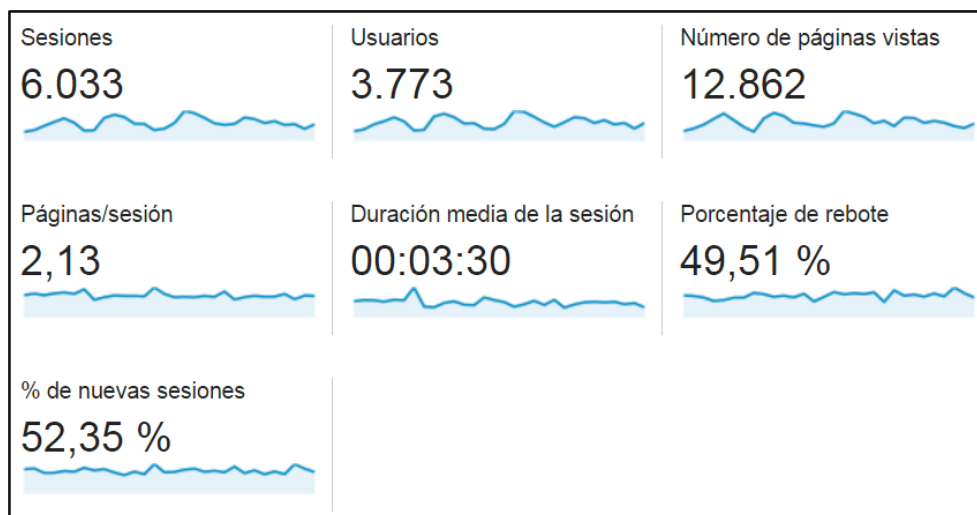 Sesiones
6.033
Usuarios
3.773
Número de páginas vistas
12.862
Páginas/sesión
2,13
Duración media de la sesión
00:03:30
Porcentaje de rebote
49,51 %
% de nuevas sesiones
52,35 %